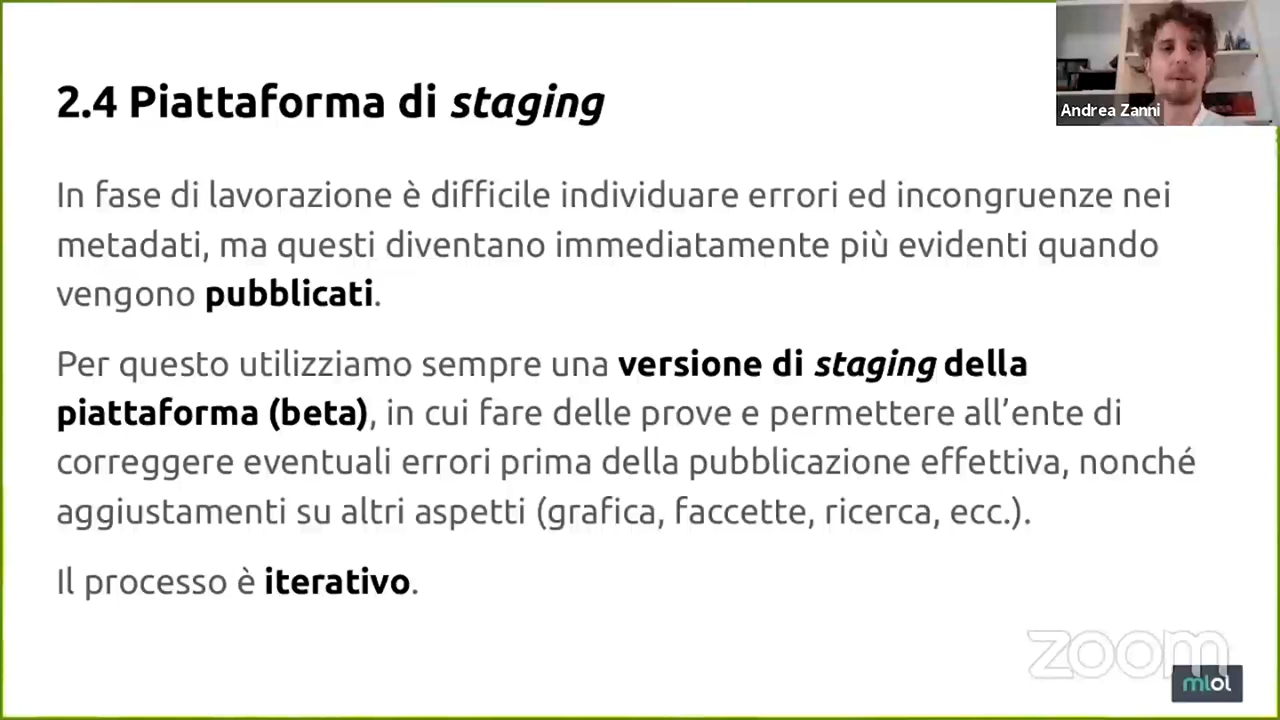 2.4 Piattaforma di staging
Andrea Zanni
In fase di lavorazione è difficile individuare errori ed incongruenze nei
metadati, ma questi diventano immediatamente più evidenti quando
vengono pubblicati.
Per questo utilizziamo sempre una versione di staging della
piattaforma (beta), in cui fare delle prove e permettere all’ente di
correggere eventuali errori prima della pubblicazione effettiva, nonché
aggiustamenti su altri aspetti (grafica, faccette, ricerca, ecc.).
Il processo è iterativo.
zoom
mlol